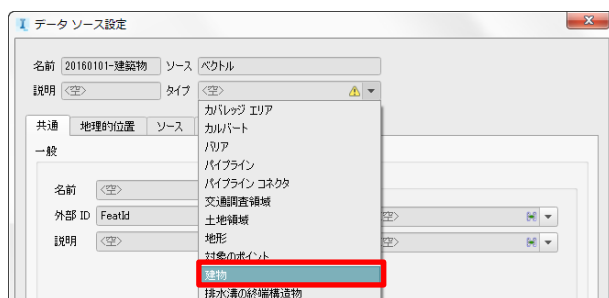 データ ソース設定
名前 20160101-建築物 ソース ベクトル
説明 <空> タイプ <空>
カバレッジ エリア
共通 地理的位置 ソース
カルバート
一般
バリア
パイプライン
名前 <空>
パイプライン コネクタ
交通調査領域
外部 ID FeatId
土地領域
<空>
説明 <空>
地形
<空>
対象のポイント
建物
排水溝の終端構造物